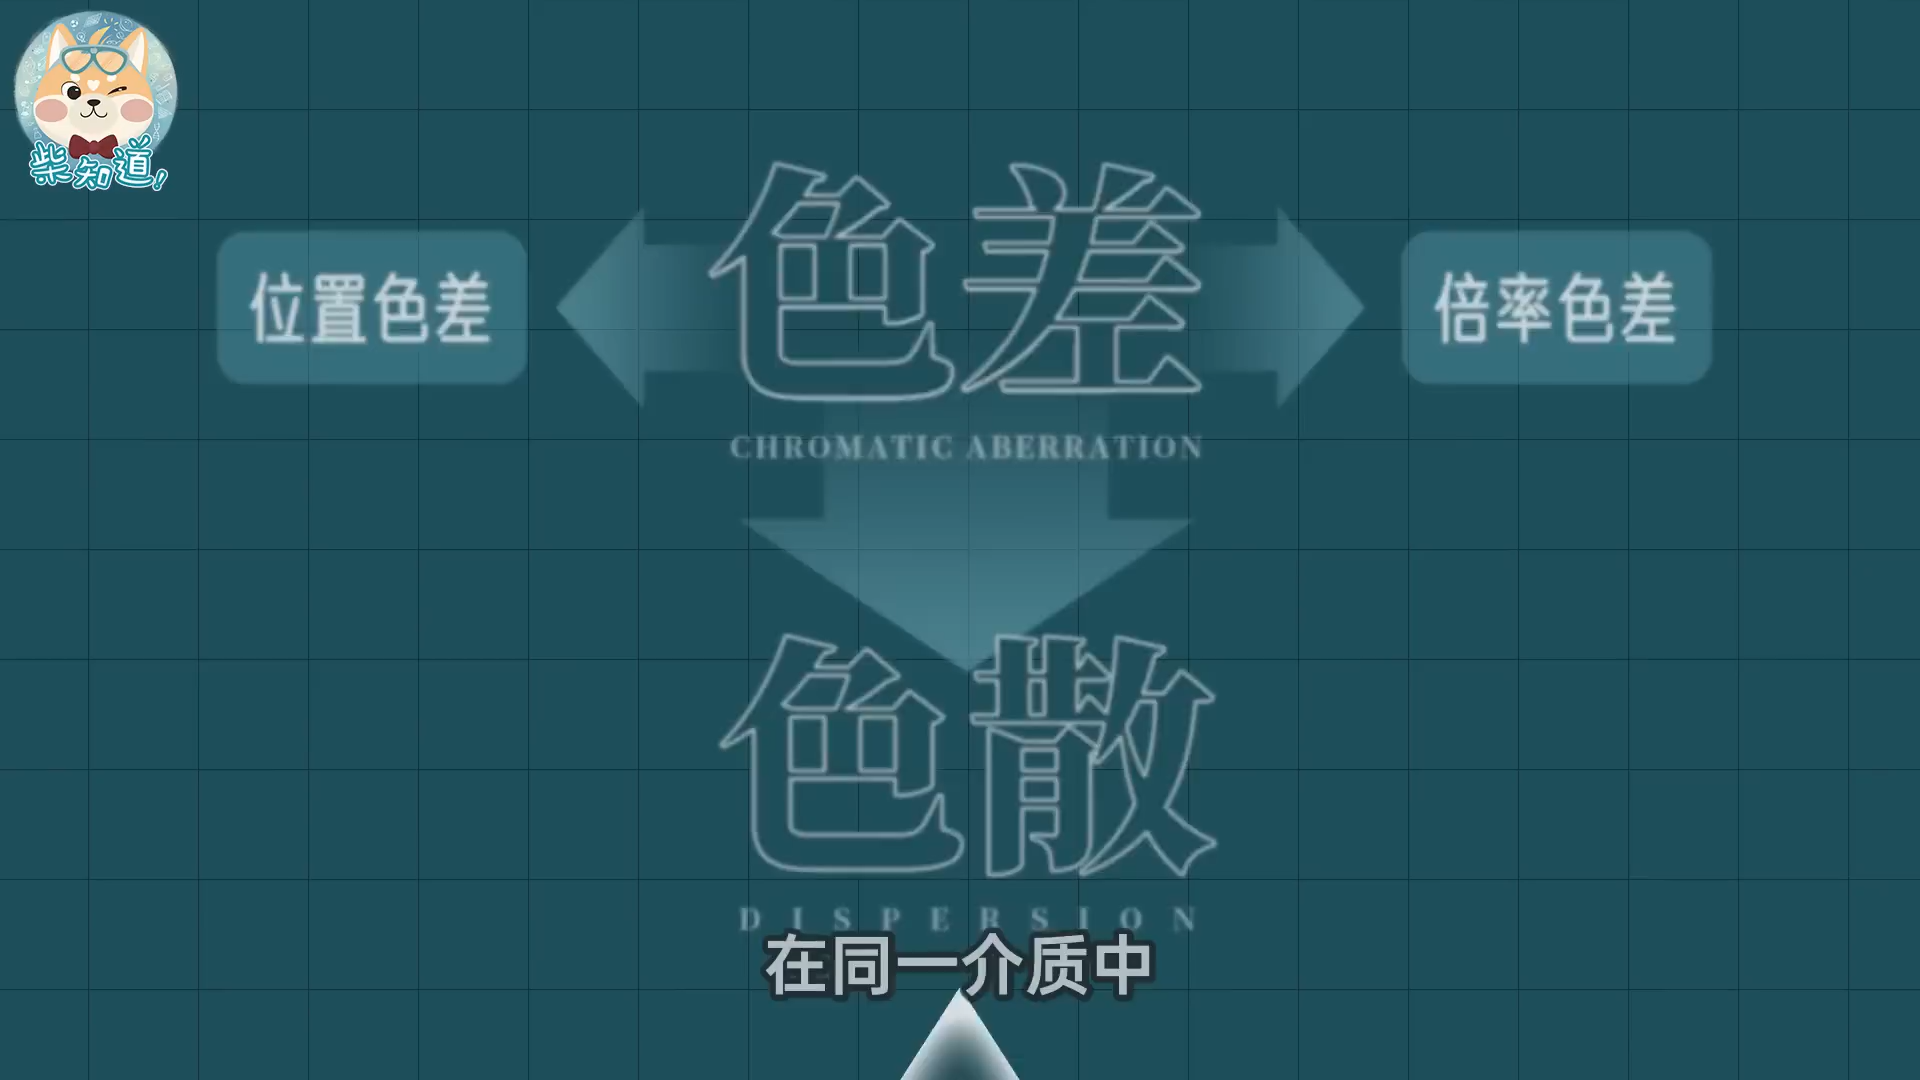 柴知道!
色差
位置色差
倍率色差
CHROMATIC ABERRATION
色散
DISPERSION
在同一介质中